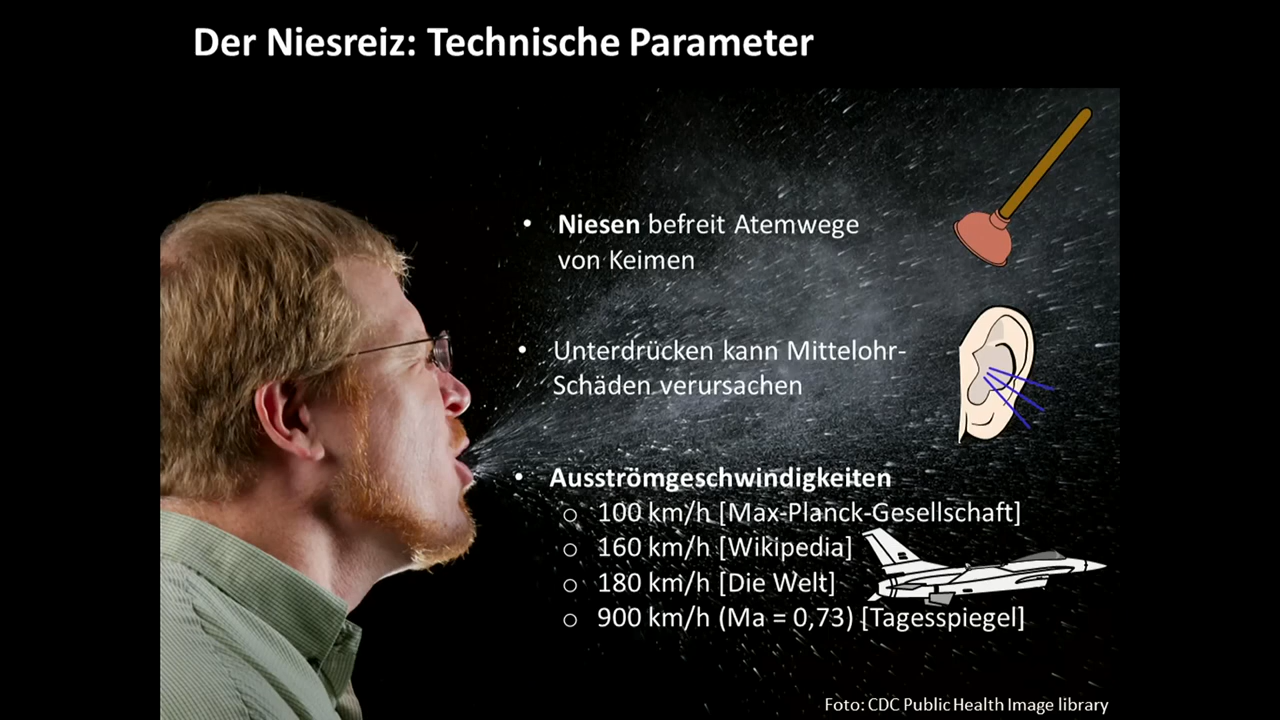 Der Niesreiz: Technische Parameter
• Niesen befreit Atemwege
von Keimen
• Unterdrücken kann Mittelohr-
Schäden verursachen
• Ausströmgeschwindigkeiten
o 100 km/h [Max-Planck-Gesellschaft]
o 160 km/h [Wikipedia]
o 180 km/h [Die Welt]
o 900 km/h (Ma = 0,73) [Tagesspiegel]
Foto: CDC Public Health Image library